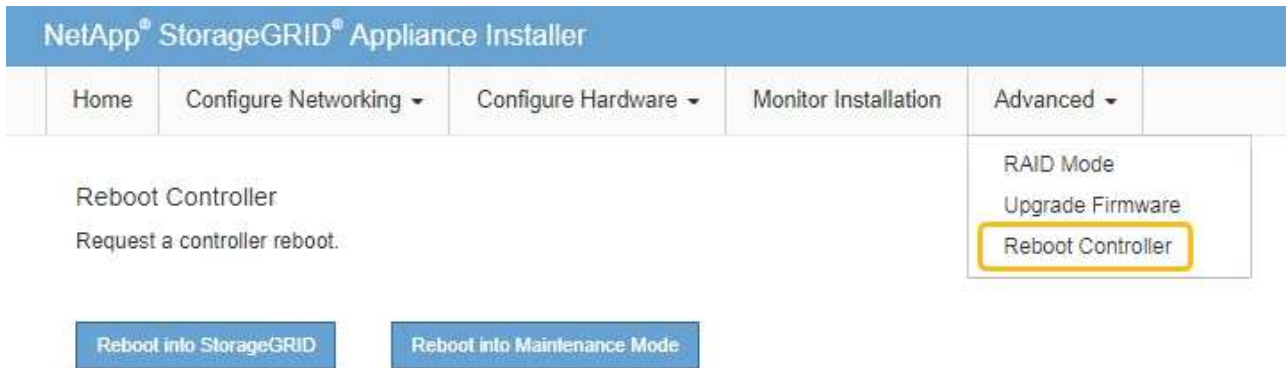 NetApp® StorageGRID® Appliance Installer
Home Configure Networking Configure Hardware Monitor Installation Advanced
RAID Mode
Upgrade Firmware
Reboot Controller
Reboot Controller
Request a controller reboot.
Reboot into StorageGRID Reboot into Maintenance Mode